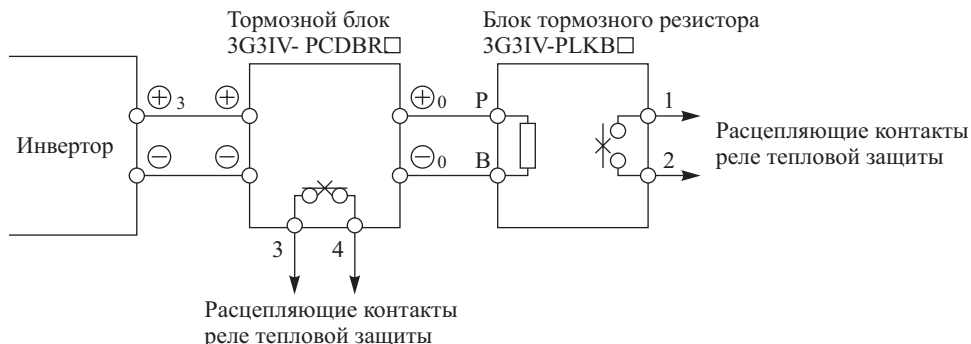 Тормозной блок
3G3IV- PCDBR□
Блок тормозного резистора
3G3IV-PLKB□
Инвертор
⊕3 ⊕
⊖ ⊖
⊕0 P
⊖0 B
1
2
Расцепляющие контакты
реле тепловой защиты
3 4
Расцепляющие контакты
реле тепловой защиты